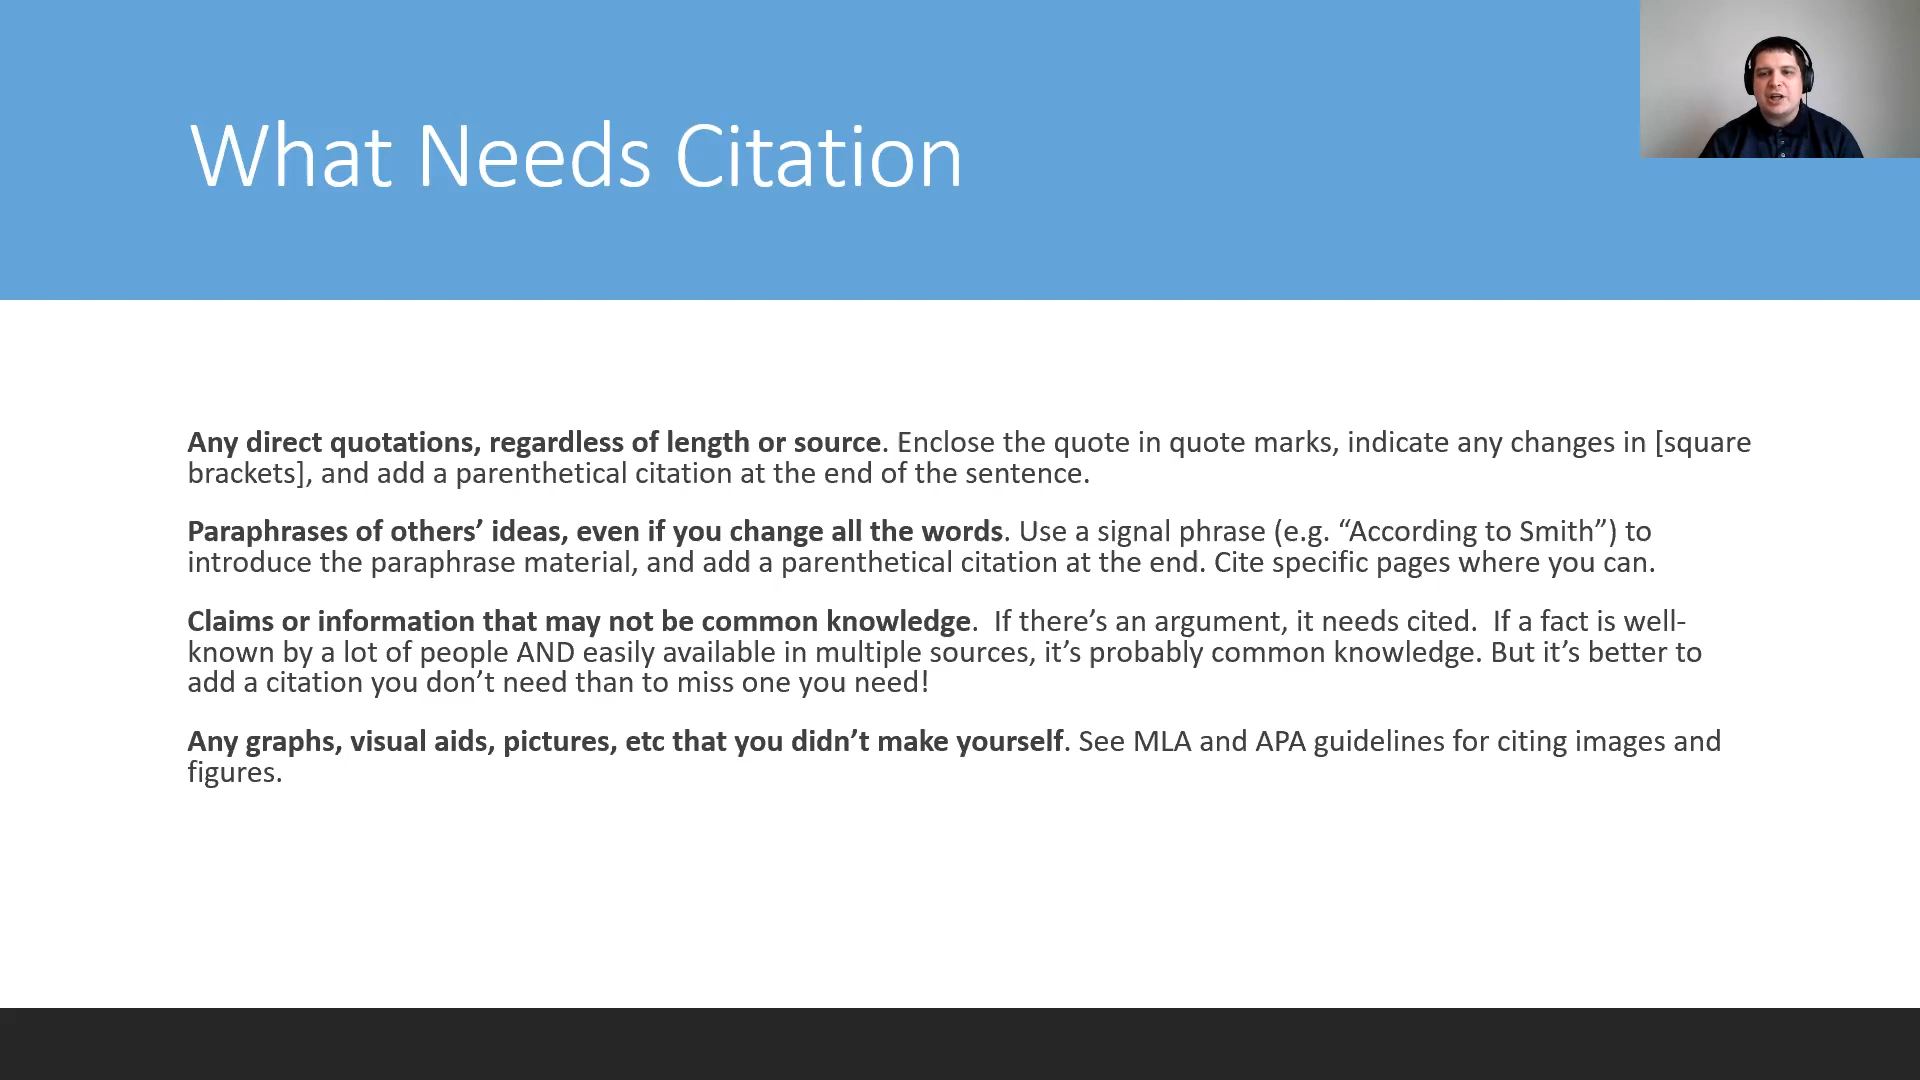 What Needs Citation
Any direct quotations, regardless of length or source. Enclose the quote in quote marks, indicate any changes in [square
brackets], and add a parenthetical citation at the end of the sentence.
Paraphrases of others’ ideas, even if you change all the words. Use a signal phrase (e.g. “According to Smith”) to
introduce the paraphrase material, and add a parenthetical citation at the end. Cite specific pages where you can.
Claims or information that may not be common knowledge.  If there’s an argument, it needs cited.  If a fact is well-
known by a lot of people AND easily available in multiple sources, it’s probably common knowledge. But it’s better to
add a citation you don’t need than to miss one you need!
Any graphs, visual aids, pictures, etc that you didn’t make yourself. See MLA and APA guidelines for citing images and
figures.